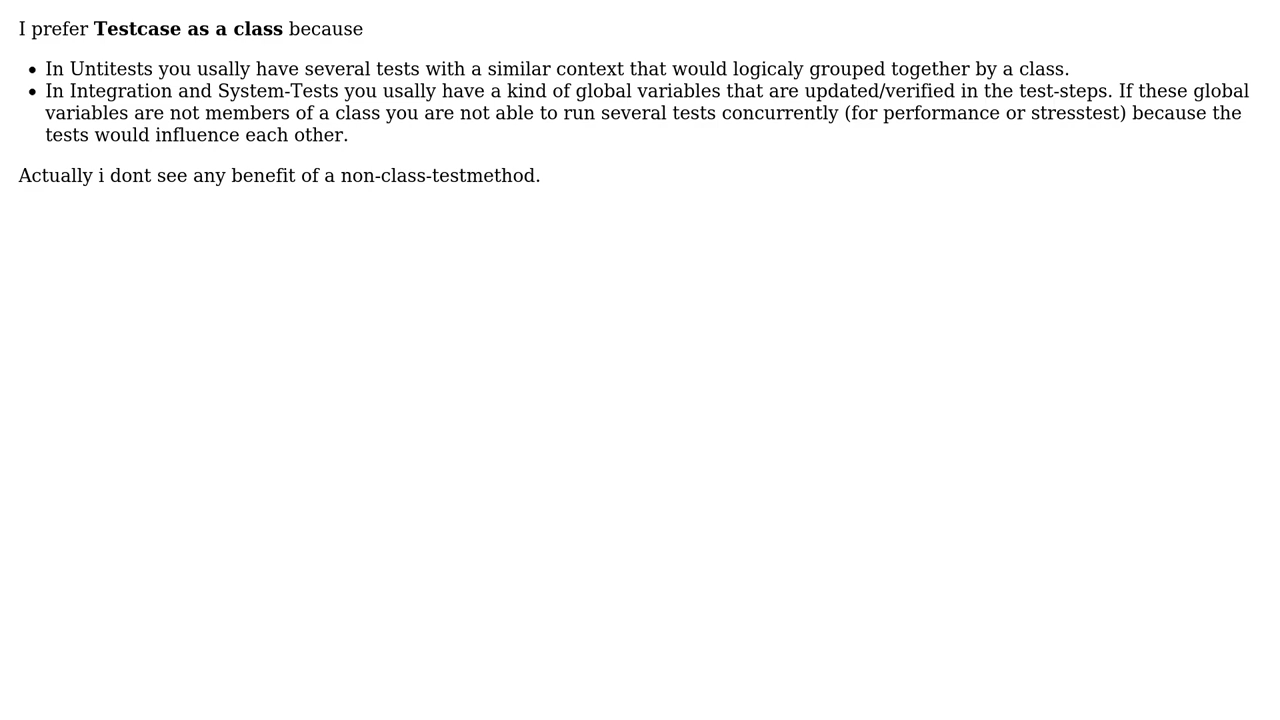 I prefer Testcase as a class because
• In Untitests you usally have several tests with a similar context that would logicaly grouped together by a class.
• In Integration and System-Tests you usally have a kind of global variables that are updated/verified in the test-steps. If these global
variables are not members of a class you are not able to run several tests concurrently (for performance or stresstest) because the
tests would influence each other.
Actually i dont see any benefit of a non-class-testmethod.